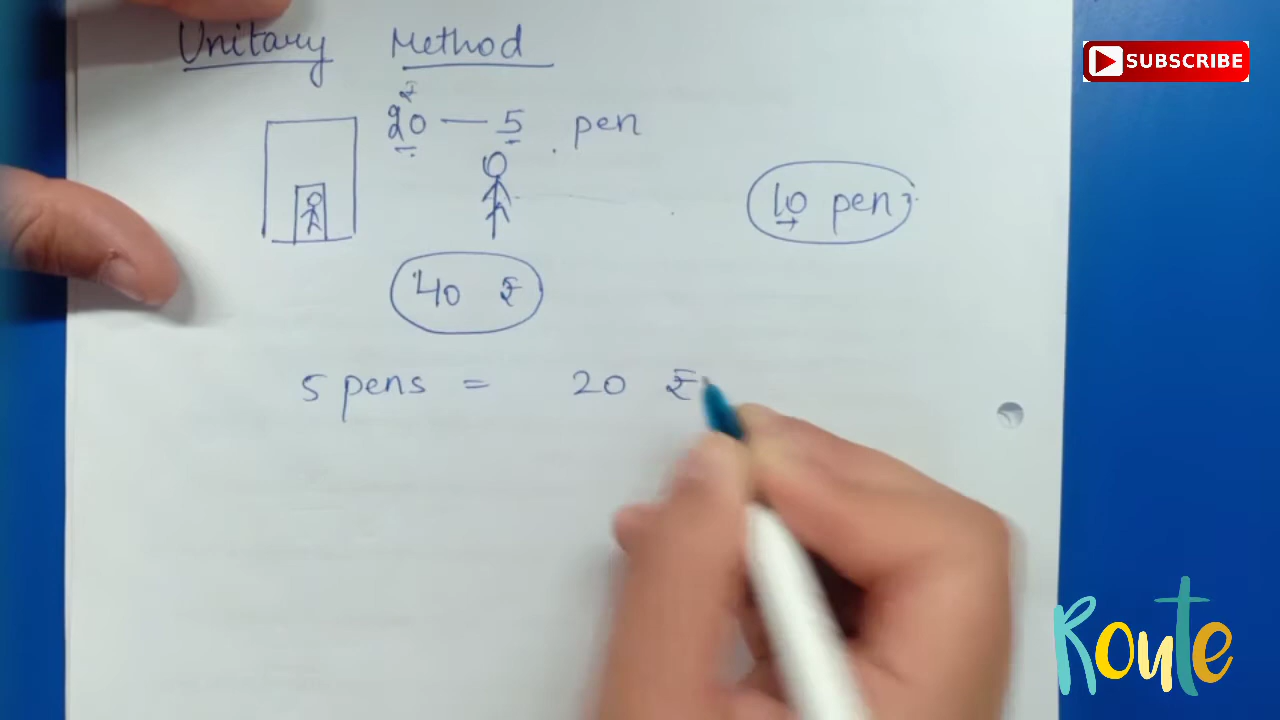 Unitary Method
₹
20 — 5 pen
10 pen
40 ₹
5 pens = 20 ₹
SUBSCRIBE
Route